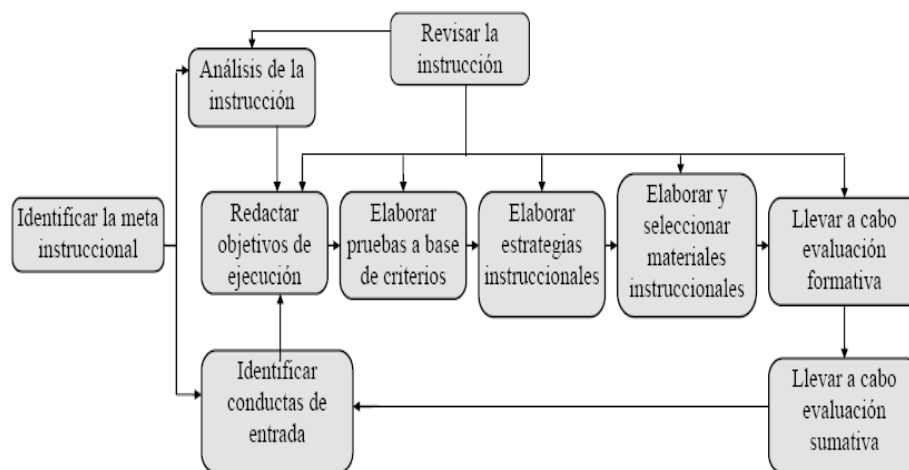 Revisar la
instrucción
Análisis de la
instrucción
Identificar la meta
instruccional
Redactar
objetivos de
ejecución
Elaborar
pruebas a base
de criterios
Elaborar
estrategias
instruccionales
Elaborar y
seleccionar
materiales
instruccionales
Llevar a cabo
evaluación
formativa
Identificar
conductas de
entrada
Llevar a cabo
evaluación
sumativa